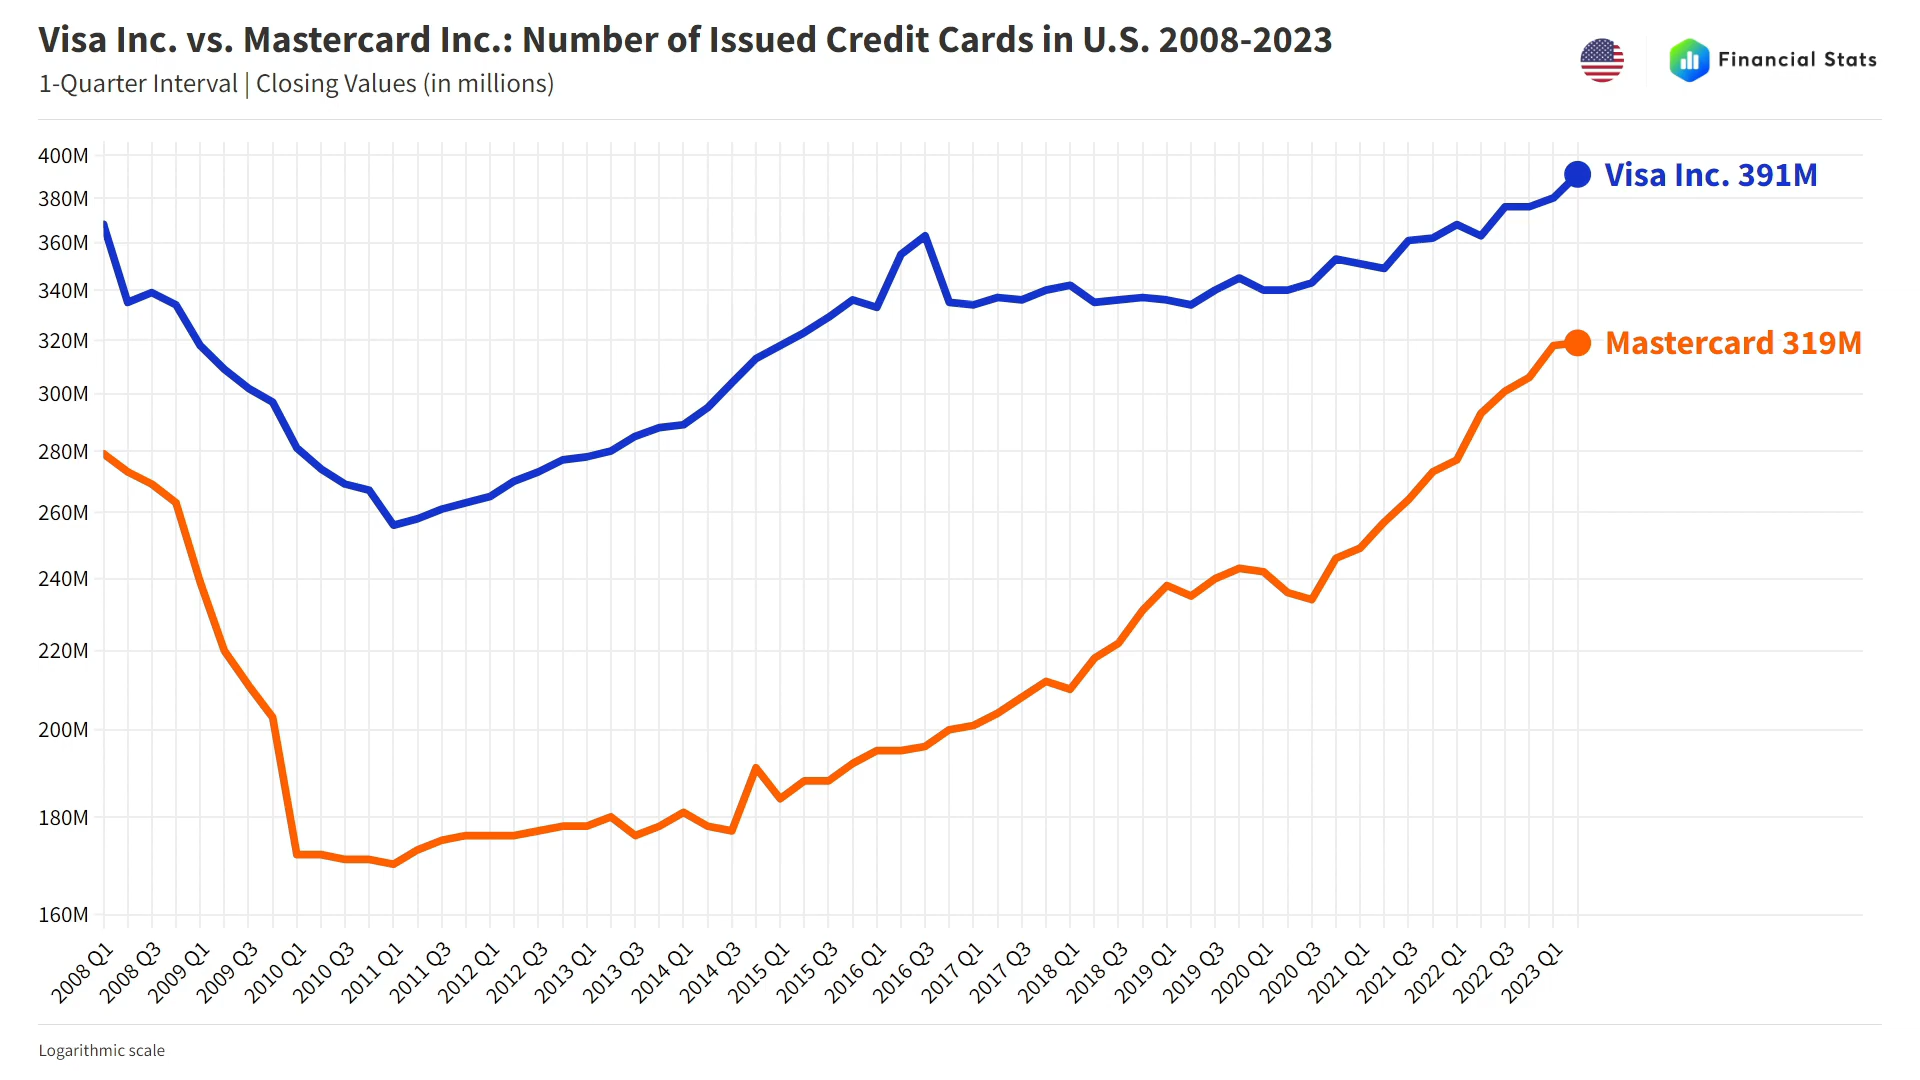 Visa Inc. vs. Mastercard Inc.: Number of Issued Credit Cards in U.S. 2008-2023
1-Quarter Interval | Closing Values (in millions)
Financial Stats
400M
380M
360M
340M
320M
300M
280M
260M
240M
220M
200M
180M
160M
Visa Inc. 391M
Mastercard 319M
2008 Q1
2008 Q3
2009 Q1
2009 Q3
2010 Q1
2010 Q3
2011 Q1
2011 Q3
2012 Q1
2012 Q3
2013 Q1
2013 Q3
2014 Q1
2014 Q3
2015 Q1
2015 Q3
2016 Q1
2016 Q3
2017 Q1
2017 Q3
2018 Q1
2018 Q3
2019 Q1
2019 Q3
2020 Q1
2020 Q3
2021 Q1
2021 Q3
2022 Q1
2022 Q3
2023 Q1
Logarithmic scale